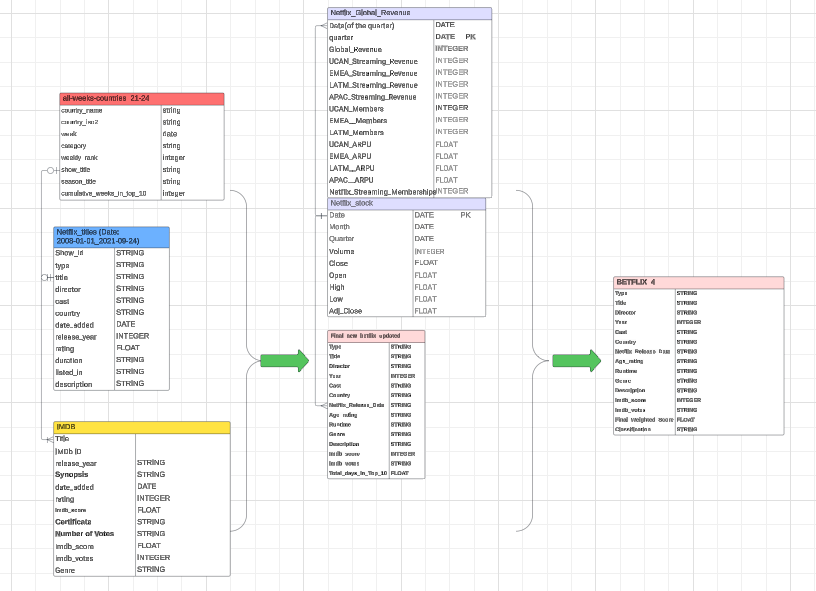 Netflix_Global_Revenue
Date(of the quarter) DATE
quarter DATE PK
Global_Revenue INTEGER
UCAN_Streaming_Revenue INTEGER
EMEA_Streaming_Revenue INTEGER
LATM_Streaming_Revenue INTEGER
APAC_Streaming_Revenue INTEGER
UCAN_Members INTEGER
EMEA__Members INTEGER
LATM_Members INTEGER
UCAN_ARPU FLOAT
EMEA_ARPU FLOAT
LATM__ARPU FLOAT
APAC__ARPU FLOAT
Netflix_Streaming_Memberships INTEGER
Netflix_stock
Date DATE PK
Month DATE
Quarter DATE
Volume INTEGER
Close FLOAT
Open FLOAT
High FLOAT
Low FLOAT
Adj_Close FLOAT
all-weeks-countries 21-24
country_name string
country_iso2 string
week date
category string
weekly_rank integer
show_title string
season_title string
cumulative_weeks_in_top_10 integer
Netflix_titles (Date:
2008-01-01_2021-09-24)
Show_id STRING
type STRING
title STRING
director STRING
cast STRING
country STRING
date_added DATE
release_year INTEGER
rating FLOAT
duration STRING
listed_in STRING
description STRING
IMDB
Title
IMDb ID
release_year STRING
Synopsis STRING
date_added DATE
rating INTEGER
imdb_score FLOAT
Certificate STRING
Number of Votes STRING
imdb_score FLOAT
imdb_votes INTEGER
Genre STRING
Final new betflix updated
Type STRING
Title STRING
Director STRING
Year INTEGER
Cast STRING
Country STRING
Netflix_Release_Date STRING
Age_rating STRING
Runtime STRING
Genre STRING
Description STRING
Imdb_score INTEGER
Imdb_votes STRING
Total_days_in_Top_10 FLOAT
BETFLIX 4
Type STRING
Title STRING
Director STRING
Year INTEGER
Cast STRING
Country STRING
Netflix_Release Date STRING
Age_rating STRING
Runtime STRING
Genre STRING
Description STRING
Imdb_score INTEGER
Imdb_votes STRING
Final Weighted Score FLOAT
Classification STRING